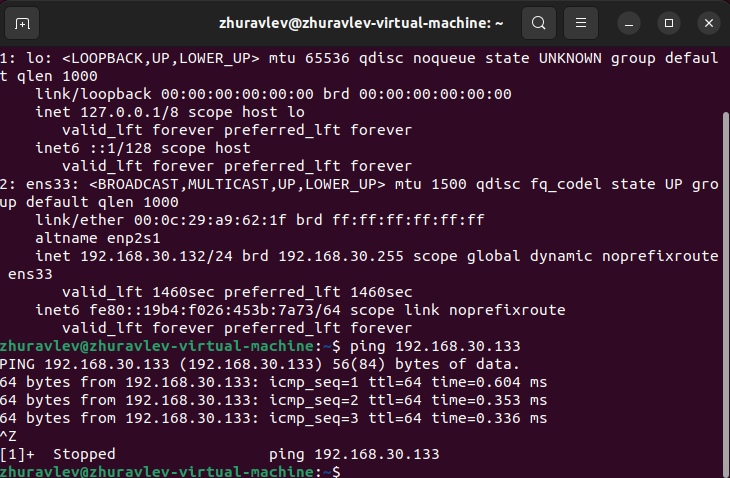 zhuravlev@zhuravlev-virtual-machine: ~
1: lo: <LOOPBACK,UP,LOWER_UP> mtu 65536 qdisc noqueue state UNKNOWN group defaul
t qlen 1000
    link/loopback 00:00:00:00:00:00 brd 00:00:00:00:00:00
    inet 127.0.0.1/8 scope host lo
       valid_lft forever preferred_lft forever
    inet6 ::1/128 scope host
       valid_lft forever preferred_lft forever
2: ens33: <BROADCAST,MULTICAST,UP,LOWER_UP> mtu 1500 qdisc fq_codel state UP gro
up default qlen 1000
    link/ether 00:0c:29:a9:62:1f brd ff:ff:ff:ff:ff:ff
    altname enp2s1
    inet 192.168.30.132/24 brd 192.168.30.255 scope global dynamic noprefixroute
 ens33
       valid_lft 1460sec preferred_lft 1460sec
    inet6 fe80::19b4:f026:453b:7a73/64 scope link noprefixroute
       valid_lft forever preferred_lft forever
zhuravlev@zhuravlev-virtual-machine:~$ ping 192.168.30.133
PING 192.168.30.133 (192.168.30.133) 56(84) bytes of data.
64 bytes from 192.168.30.133: icmp_seq=1 ttl=64 time=0.604 ms
64 bytes from 192.168.30.133: icmp_seq=2 ttl=64 time=0.353 ms
64 bytes from 192.168.30.133: icmp_seq=3 ttl=64 time=0.336 ms
^Z
[1]+  Stopped                 ping 192.168.30.133
zhuravlev@zhuravlev-virtual-machine:~$